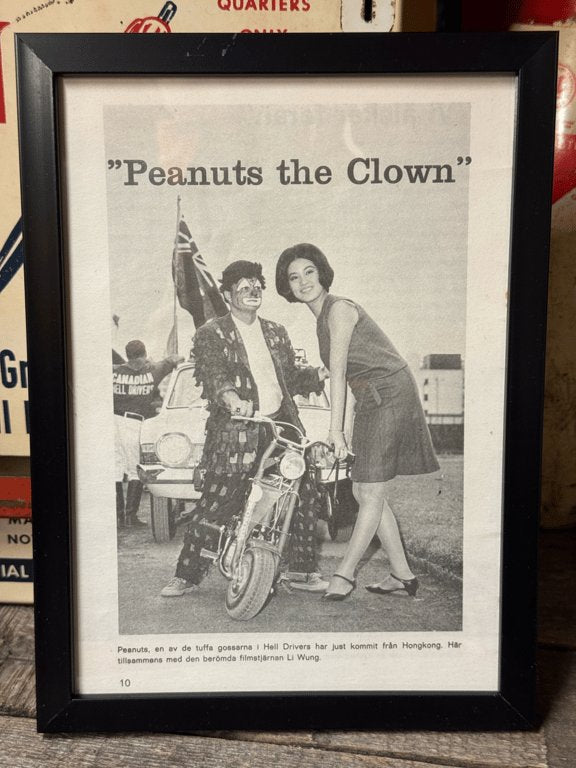 QUARTERS
ONLY
”Peanuts the Clown”
CANADIAN
HELL DRIVERS
Peanuts, en av de tuffa gossarna i Hell Drivers har just kommit från Hongkong. Här
tillsammans med den berömda filmstjärnan Li Wung.
10